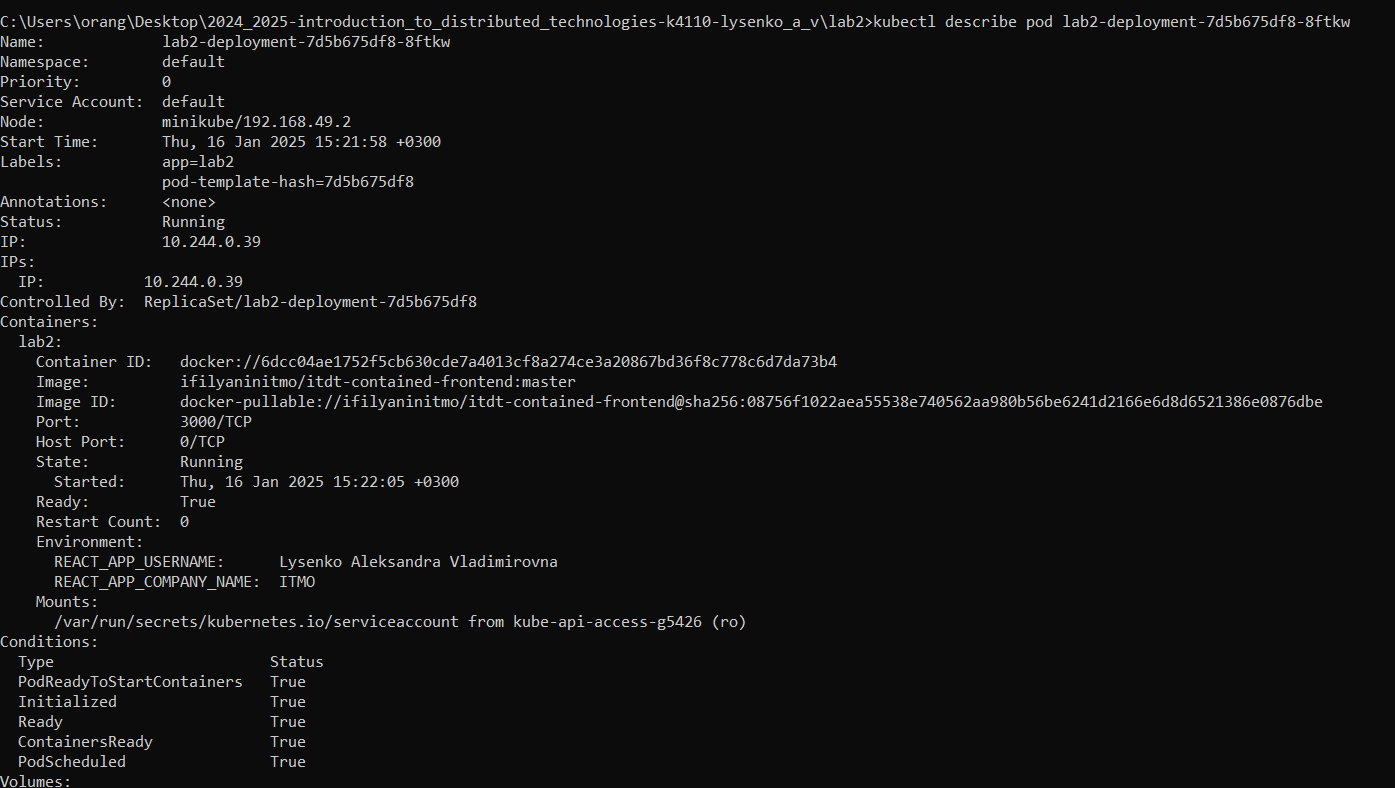 C:\Users\orang\Desktop\2024_2025-introduction_to_distributed_technologies-k4110-lysenko_a_v\lab2>kubectl describe pod lab2-deployment-7d5b675df8-8ftkw
Name:             lab2-deployment-7d5b675df8-8ftkw
Namespace:        default
Priority:         0
Service Account:  default
Node:             minikube/192.168.49.2
Start Time:       Thu, 16 Jan 2025 15:21:58 +0300
Labels:           app=lab2
                  pod-template-hash=7d5b675df8
Annotations:      <none>
Status:           Running
IP:               10.244.0.39
IPs:
  IP:           10.244.0.39
Controlled By:  ReplicaSet/lab2-deployment-7d5b675df8
Containers:
  lab2:
    Container ID:   docker://6dcc04ae1752f5cb630cde7a4013cf8a274ce3a20867bd36f8c778c6d7da73b4
    Image:          ifilyaninitmo/itdt-contained-frontend:master
    Image ID:       docker-pullable://ifilyaninitmo/itdt-contained-frontend@sha256:08756f1022aea55538e740562aa980b56be6241d2166e6d8d6521386e0876dbe
    Port:           3000/TCP
    Host Port:      0/TCP
    State:          Running
      Started:      Thu, 16 Jan 2025 15:22:05 +0300
    Ready:          True
    Restart Count:  0
    Environment:
      REACT_APP_USERNAME:      Lysenko Aleksandra Vladimirovna
      REACT_APP_COMPANY_NAME:  ITMO
    Mounts:
      /var/run/secrets/kubernetes.io/serviceaccount from kube-api-access-g5426 (ro)
Conditions:
  Type                        Status
  PodReadyToStartContainers   True
  Initialized                 True
  Ready                       True
  ContainersReady             True
  PodScheduled                True
Volumes: